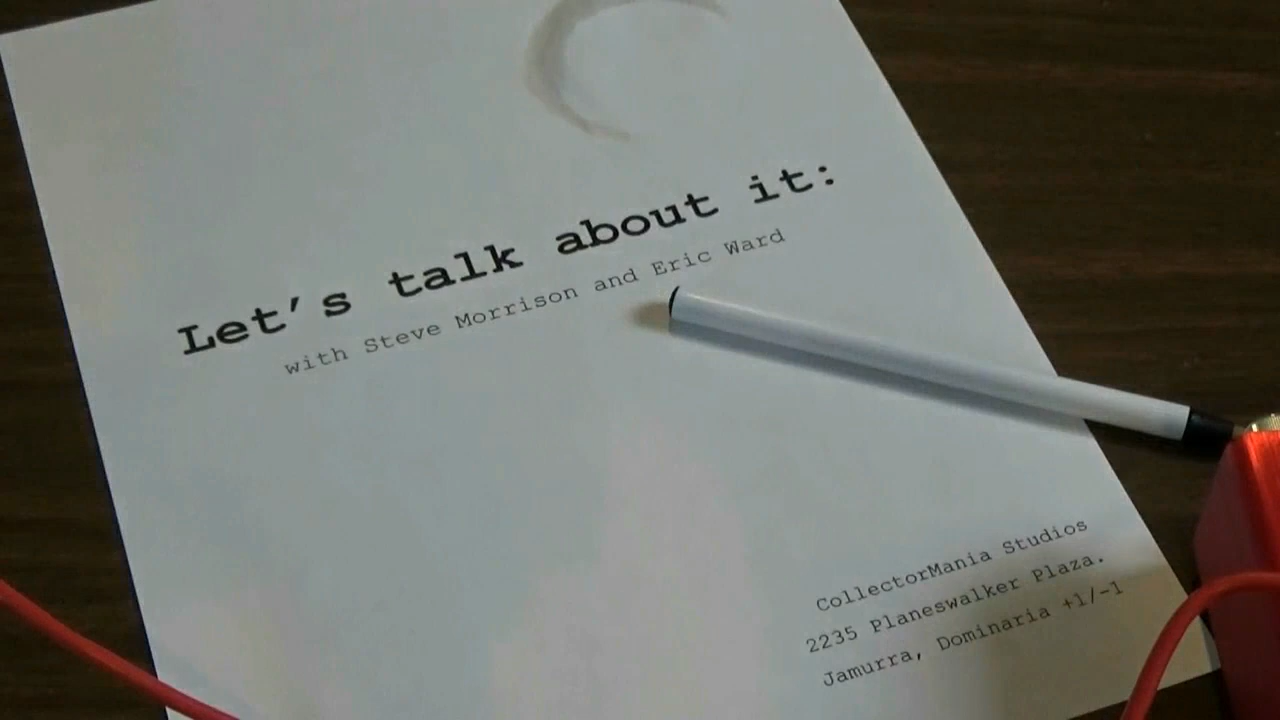 Let's talk about it:
with Steve Morrison and Eric Ward
CollectorMania Studios
2235 Planeswalker Plaza.
Jamurra, Dominaria +1/-1